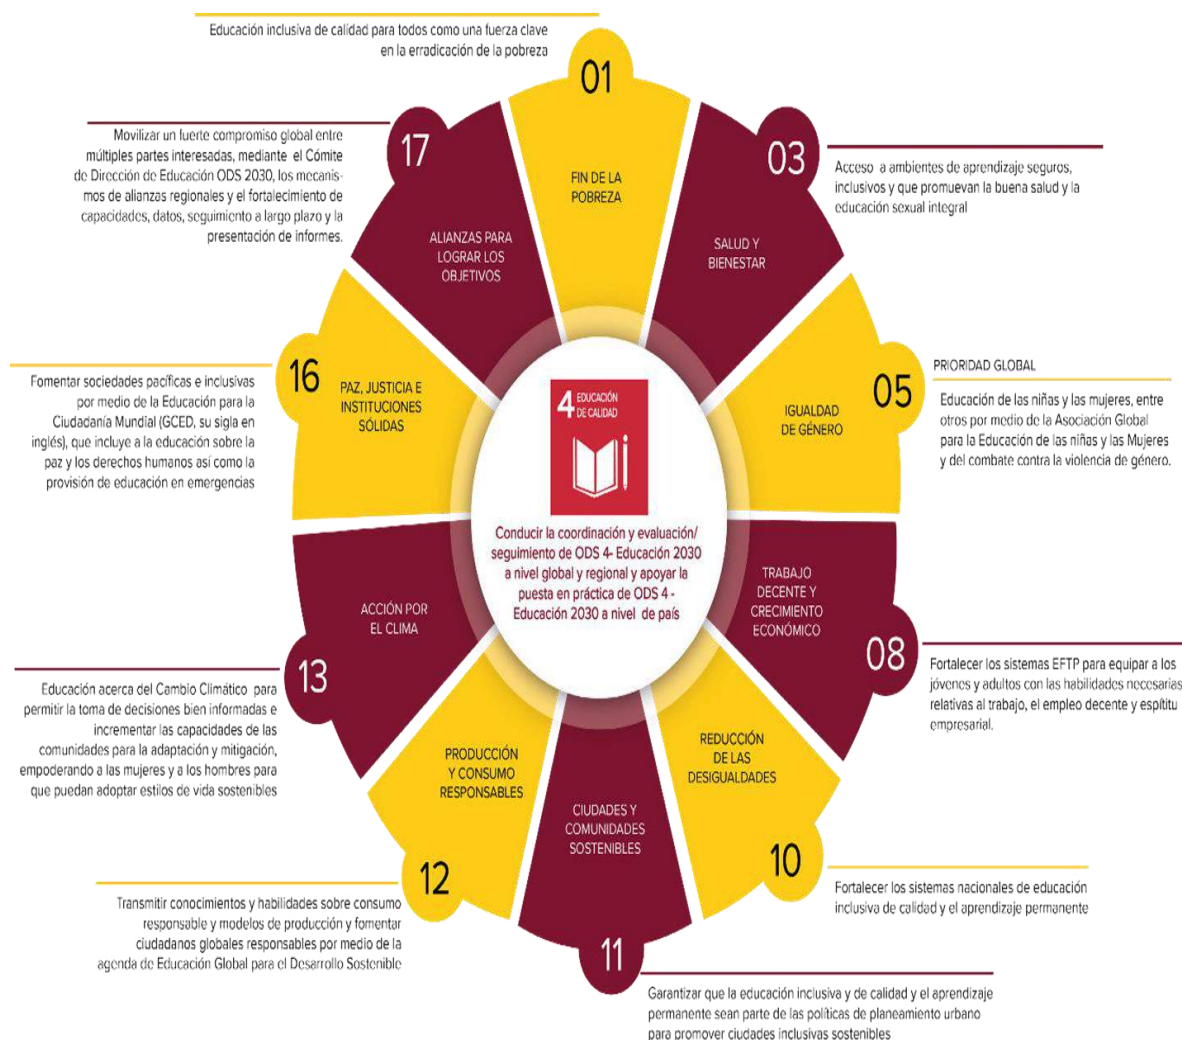 Educación inclusiva de calidad para todos como una fuerza clave
en la erradicación de la pobreza
01
FIN DE LA
POBREZA
03
SALUD Y
BIENESTAR
Acceso a ambientes de aprendizaje seguros,
inclusivos y que promuevan la buena salud y la
educación sexual integral
05
IGUALDAD
DE GÉNERO
PRIORIDAD GLOBAL
Educación de las niñas y las mujeres, entre
otros por medio de la Asociación Global
para la Educación de las niñas y las Mujeres
y del combate contra la violencia de género.
08
TRABAJO
DECENTE Y
CRECIMIENTO
ECONÓMICO
Fortalecer los sistemas EFTP para equipar a los
jóvenes y adultos con las habilidades necesarias
relativas al trabajo, el empleo decente y espítitu
empresarial.
10
REDUCCIÓN
DE LAS
DESIGUALDADES
Fortalecer los sistemas nacionales de educación
inclusiva de calidad y el aprendizaje permanente
11
CIUDADES Y
COMUNIDADES
SOSTENIBLES
Garantizar que la educación inclusiva y de calidad y el aprendizaje
permanente sean parte de las políticas de planeamiento urbano
para promover ciudades inclusivas sostenibles
12
PRODUCCIÓN
Y CONSUMO
RESPONSABLES
Transmitir conocimientos y habilidades sobre consumo
responsable y modelos de producción y fomentar
ciudadanos globales responsables por medio de la
agenda de Educación Global para el Desarrollo Sostenible
13
ACCIÓN POR
EL CLIMA
Educación acerca del Cambio Climático para
permitir la toma de decisiones bien informadas e
incrementar las capacidades de las
comunidades para la adaptación y mitigación,
empoderando a las mujeres y a los hombres para
que puedan adoptar estilos de vida sostenibles
16
PAZ, JUSTICIA E
INSTITUCIONES
SÓLIDAS
Fomentar sociedades pacíficas e inclusivas
por medio de la Educación para la
Ciudadanía Mundial (GCED, su sigla en
inglés), que incluye a la educación sobre la
paz y los derechos humanos así como la
provisión de educación en emergencias
17
ALIANZAS PARA
LOGRAR LOS
OBJETIVOS
Movilizar un fuerte compromiso global entre
múltiples partes interesadas, mediante el Cómite
de Dirección de Educación ODS 2030, los mecanis-
mos de alianzas regionales y el fortalecimiento de
capacidades, datos, seguimiento a largo plazo y la
presentación de informes.
4 EDUCACIÓN
DE CALIDAD
Conducir la coordinación y evaluación/
seguimiento de ODS 4- Educación 2030
a nivel global y regional y apoyar la
puesta en práctica de ODS 4 -
Educación 2030 a nivel de país